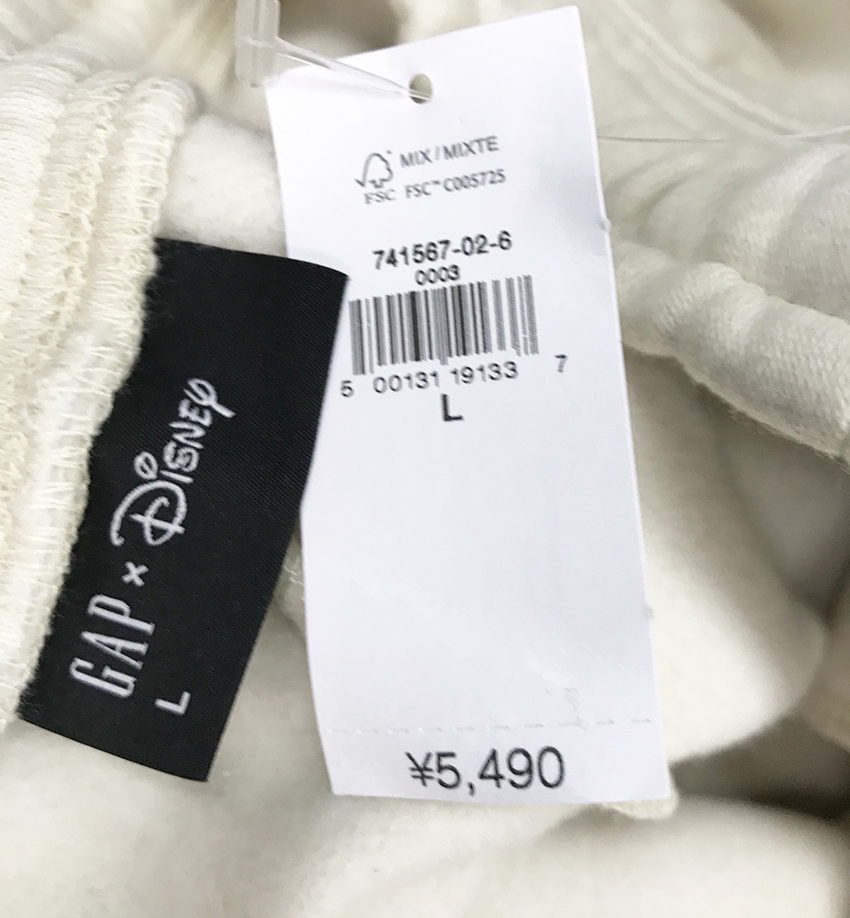 MIX / MIXTE
FSC FSC™ C005725
741567-02-6
0003
5 00131 19133 7
L
¥5,490
GAP × Disney
L